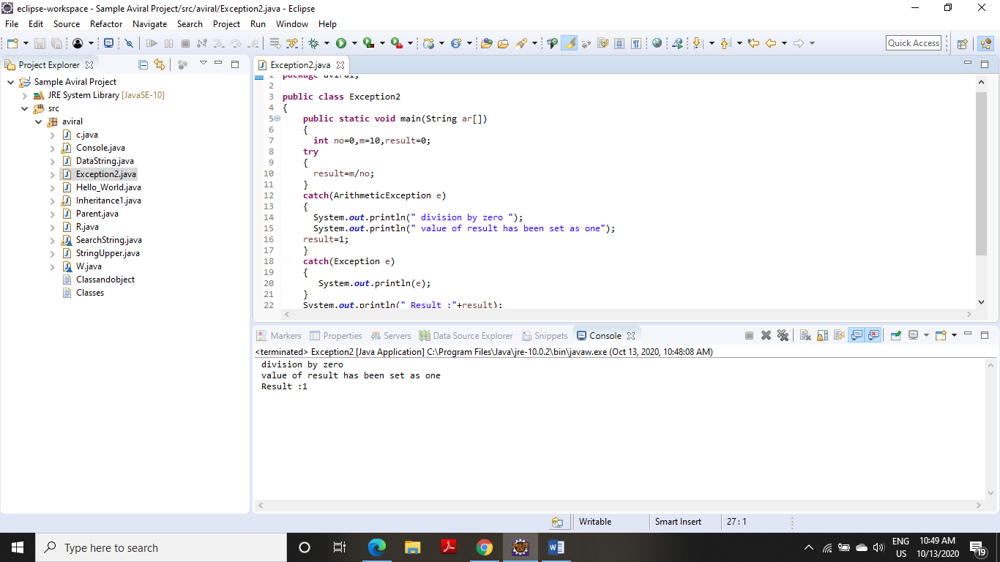 eclipse-workspace - Sample Aviral Project/src/aviral/Exception2.java - Eclipse
File Edit Source Refactor Navigate Search Project Run Window Help
Quick Access
Project Explorer
Sample Aviral Project
JRE System Library [JavaSE-10]
src
aviral
c.java
Console.java
DataString.java
Exception2.java
Hello_World.java
Inheritance1.java
Parent.java
R.java
SearchString.java
StringUpper.java
W.java
Classandobject
Classes
Exception2.java
1 package aviral;
2
3 public class Exception2
4 {
5 public static void main(String ar[])
6 {
7 int no=0,m=10,result=0;
8 try
9 {
10 result=m/no;
11 }
12 catch(ArithmeticException e)
13 {
14 System.out.println(" division by zero ");
15 System.out.println(" value of result has been set as one");
16 result=1;
17 }
18 catch(Exception e)
19 {
20 System.out.println(e);
21 }
22 System.out.println(" Result :"+result);
Markers Properties Servers Data Source Explorer Snippets Console
<terminated> Exception2 [Java Application] C:\Program Files\Java\jre-10.0.2\bin\javaw.exe (Oct 13, 2020, 10:48:08 AM)
division by zero
value of result has been set as one
Result :1
Writable Smart Insert 27 : 1
Type here to search
JAVA EE
IDE
ENG
US
10:49 AM
10/13/2020
19